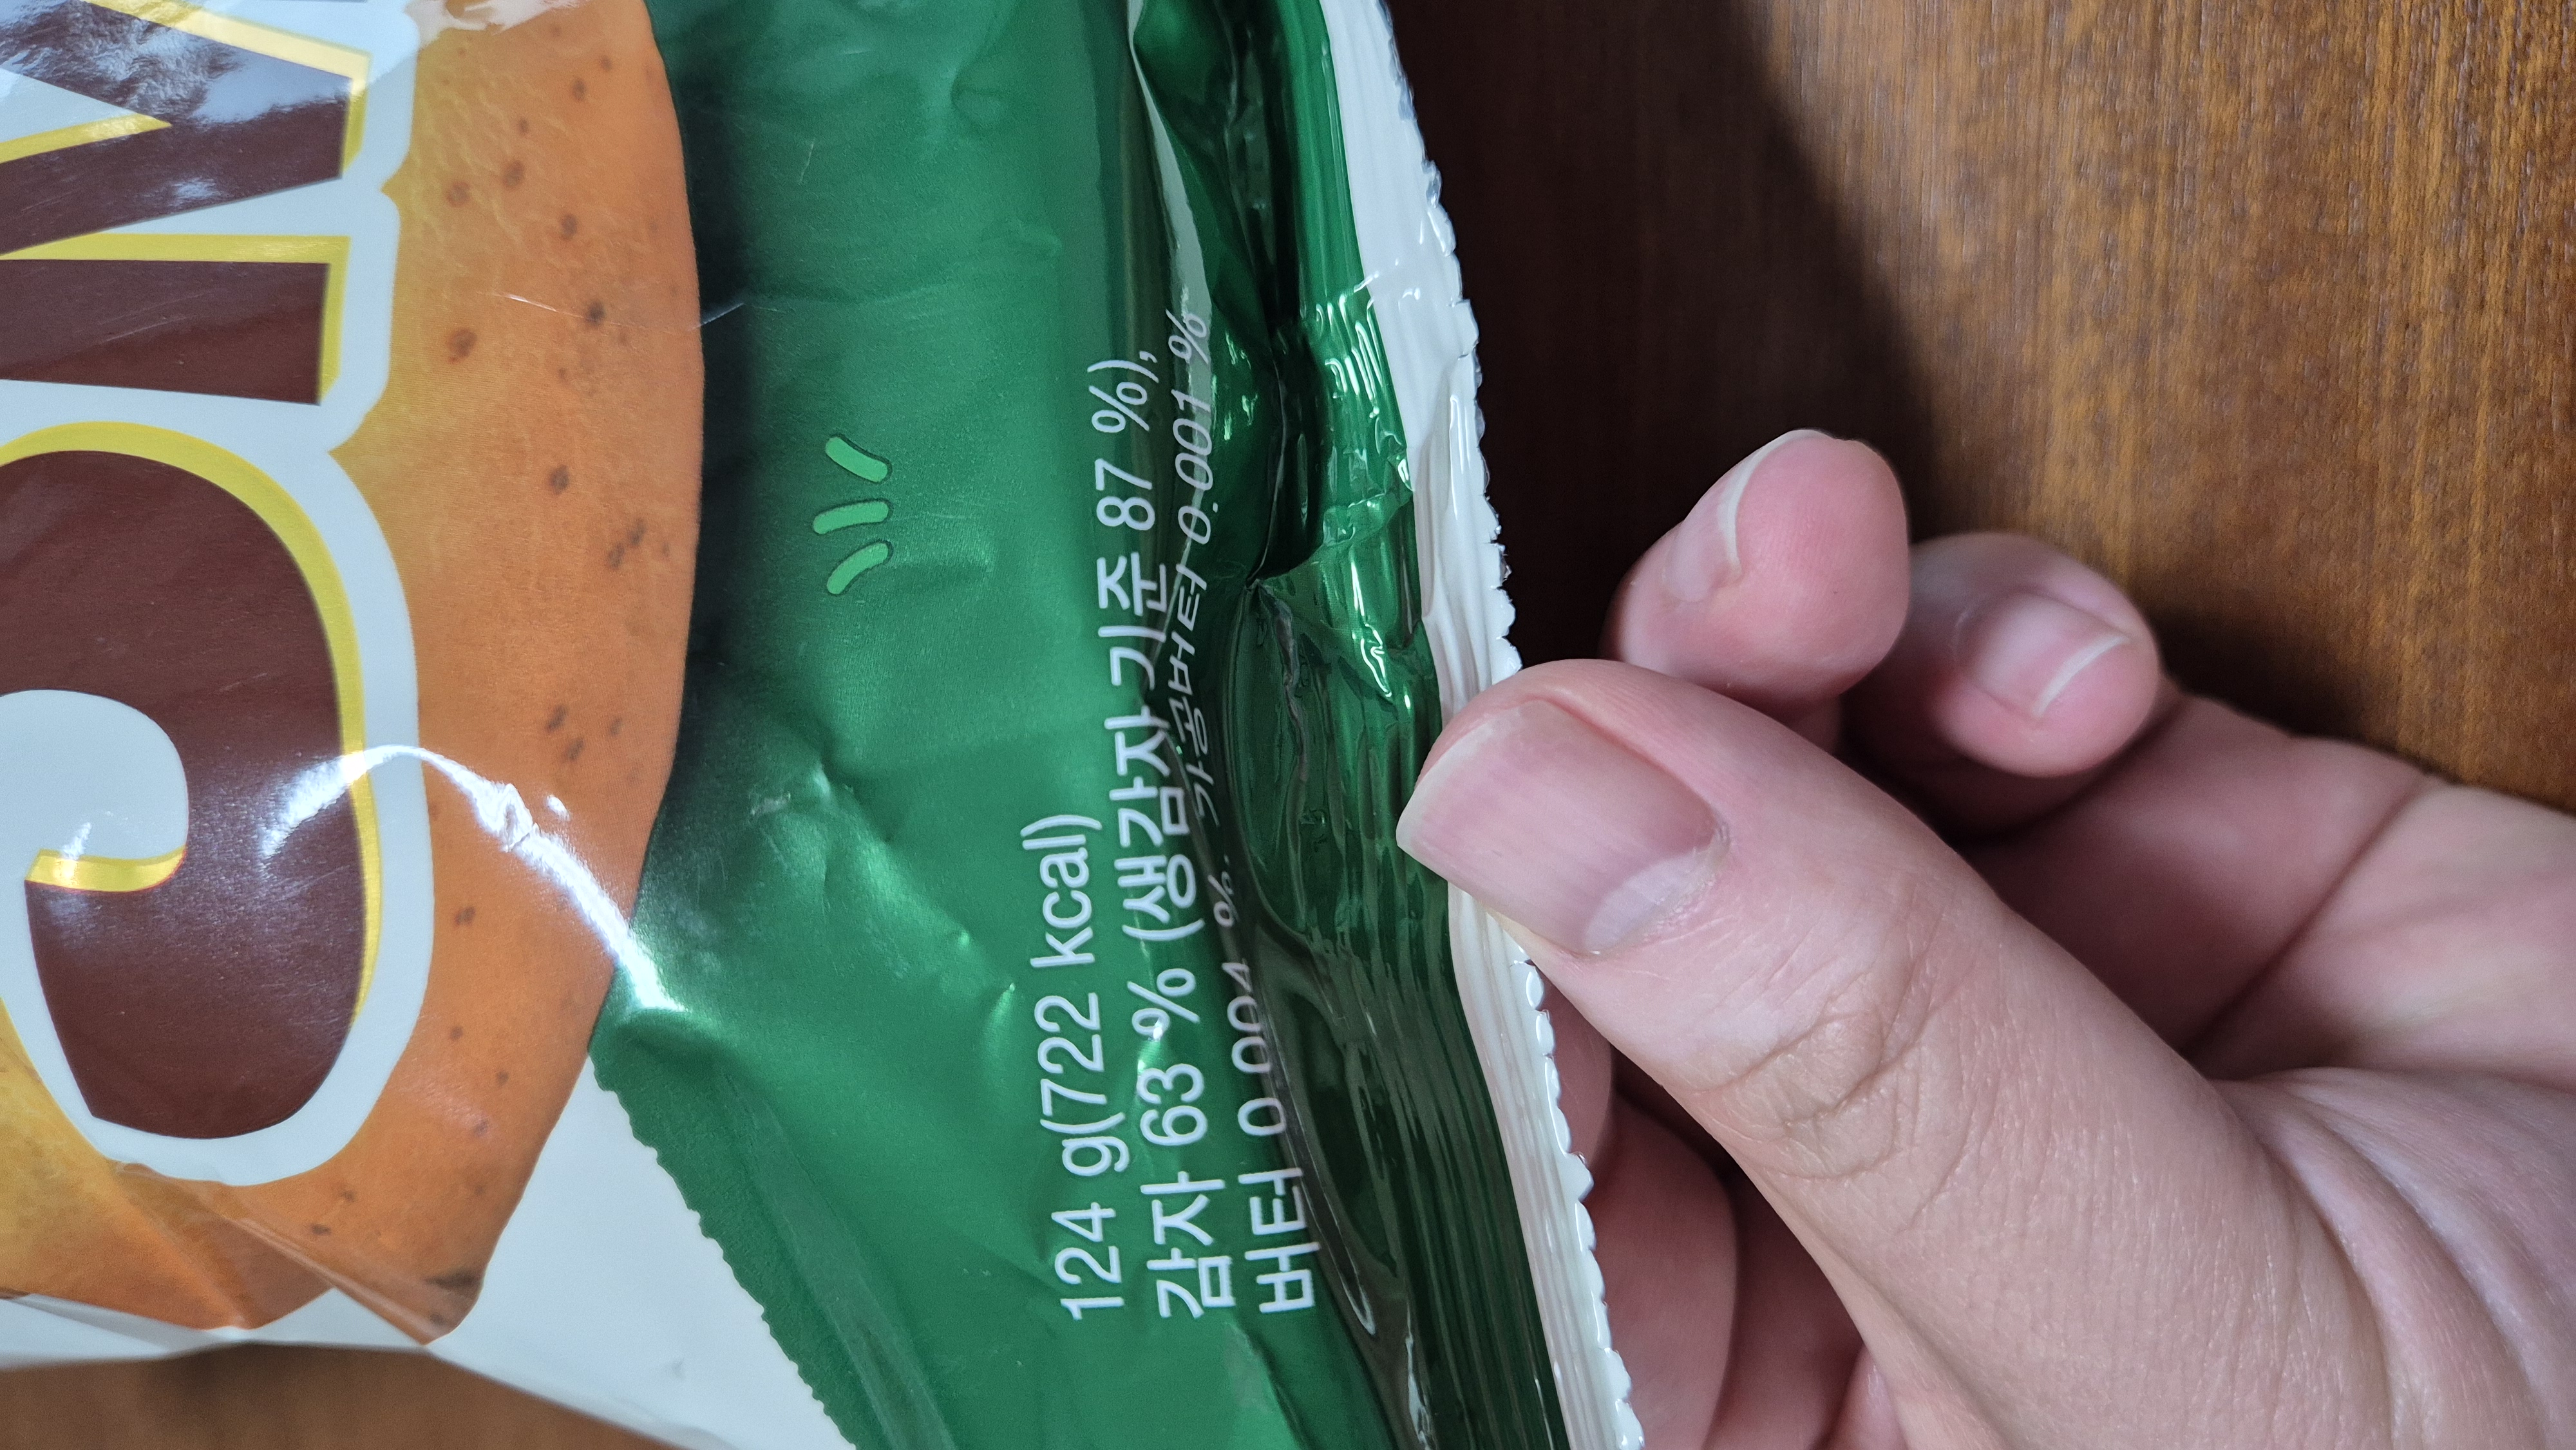 124 g(722 kcal)
감자 63 % (생감자 기준 87 %),
버터 0.004 %, 가공버터 0.001 %